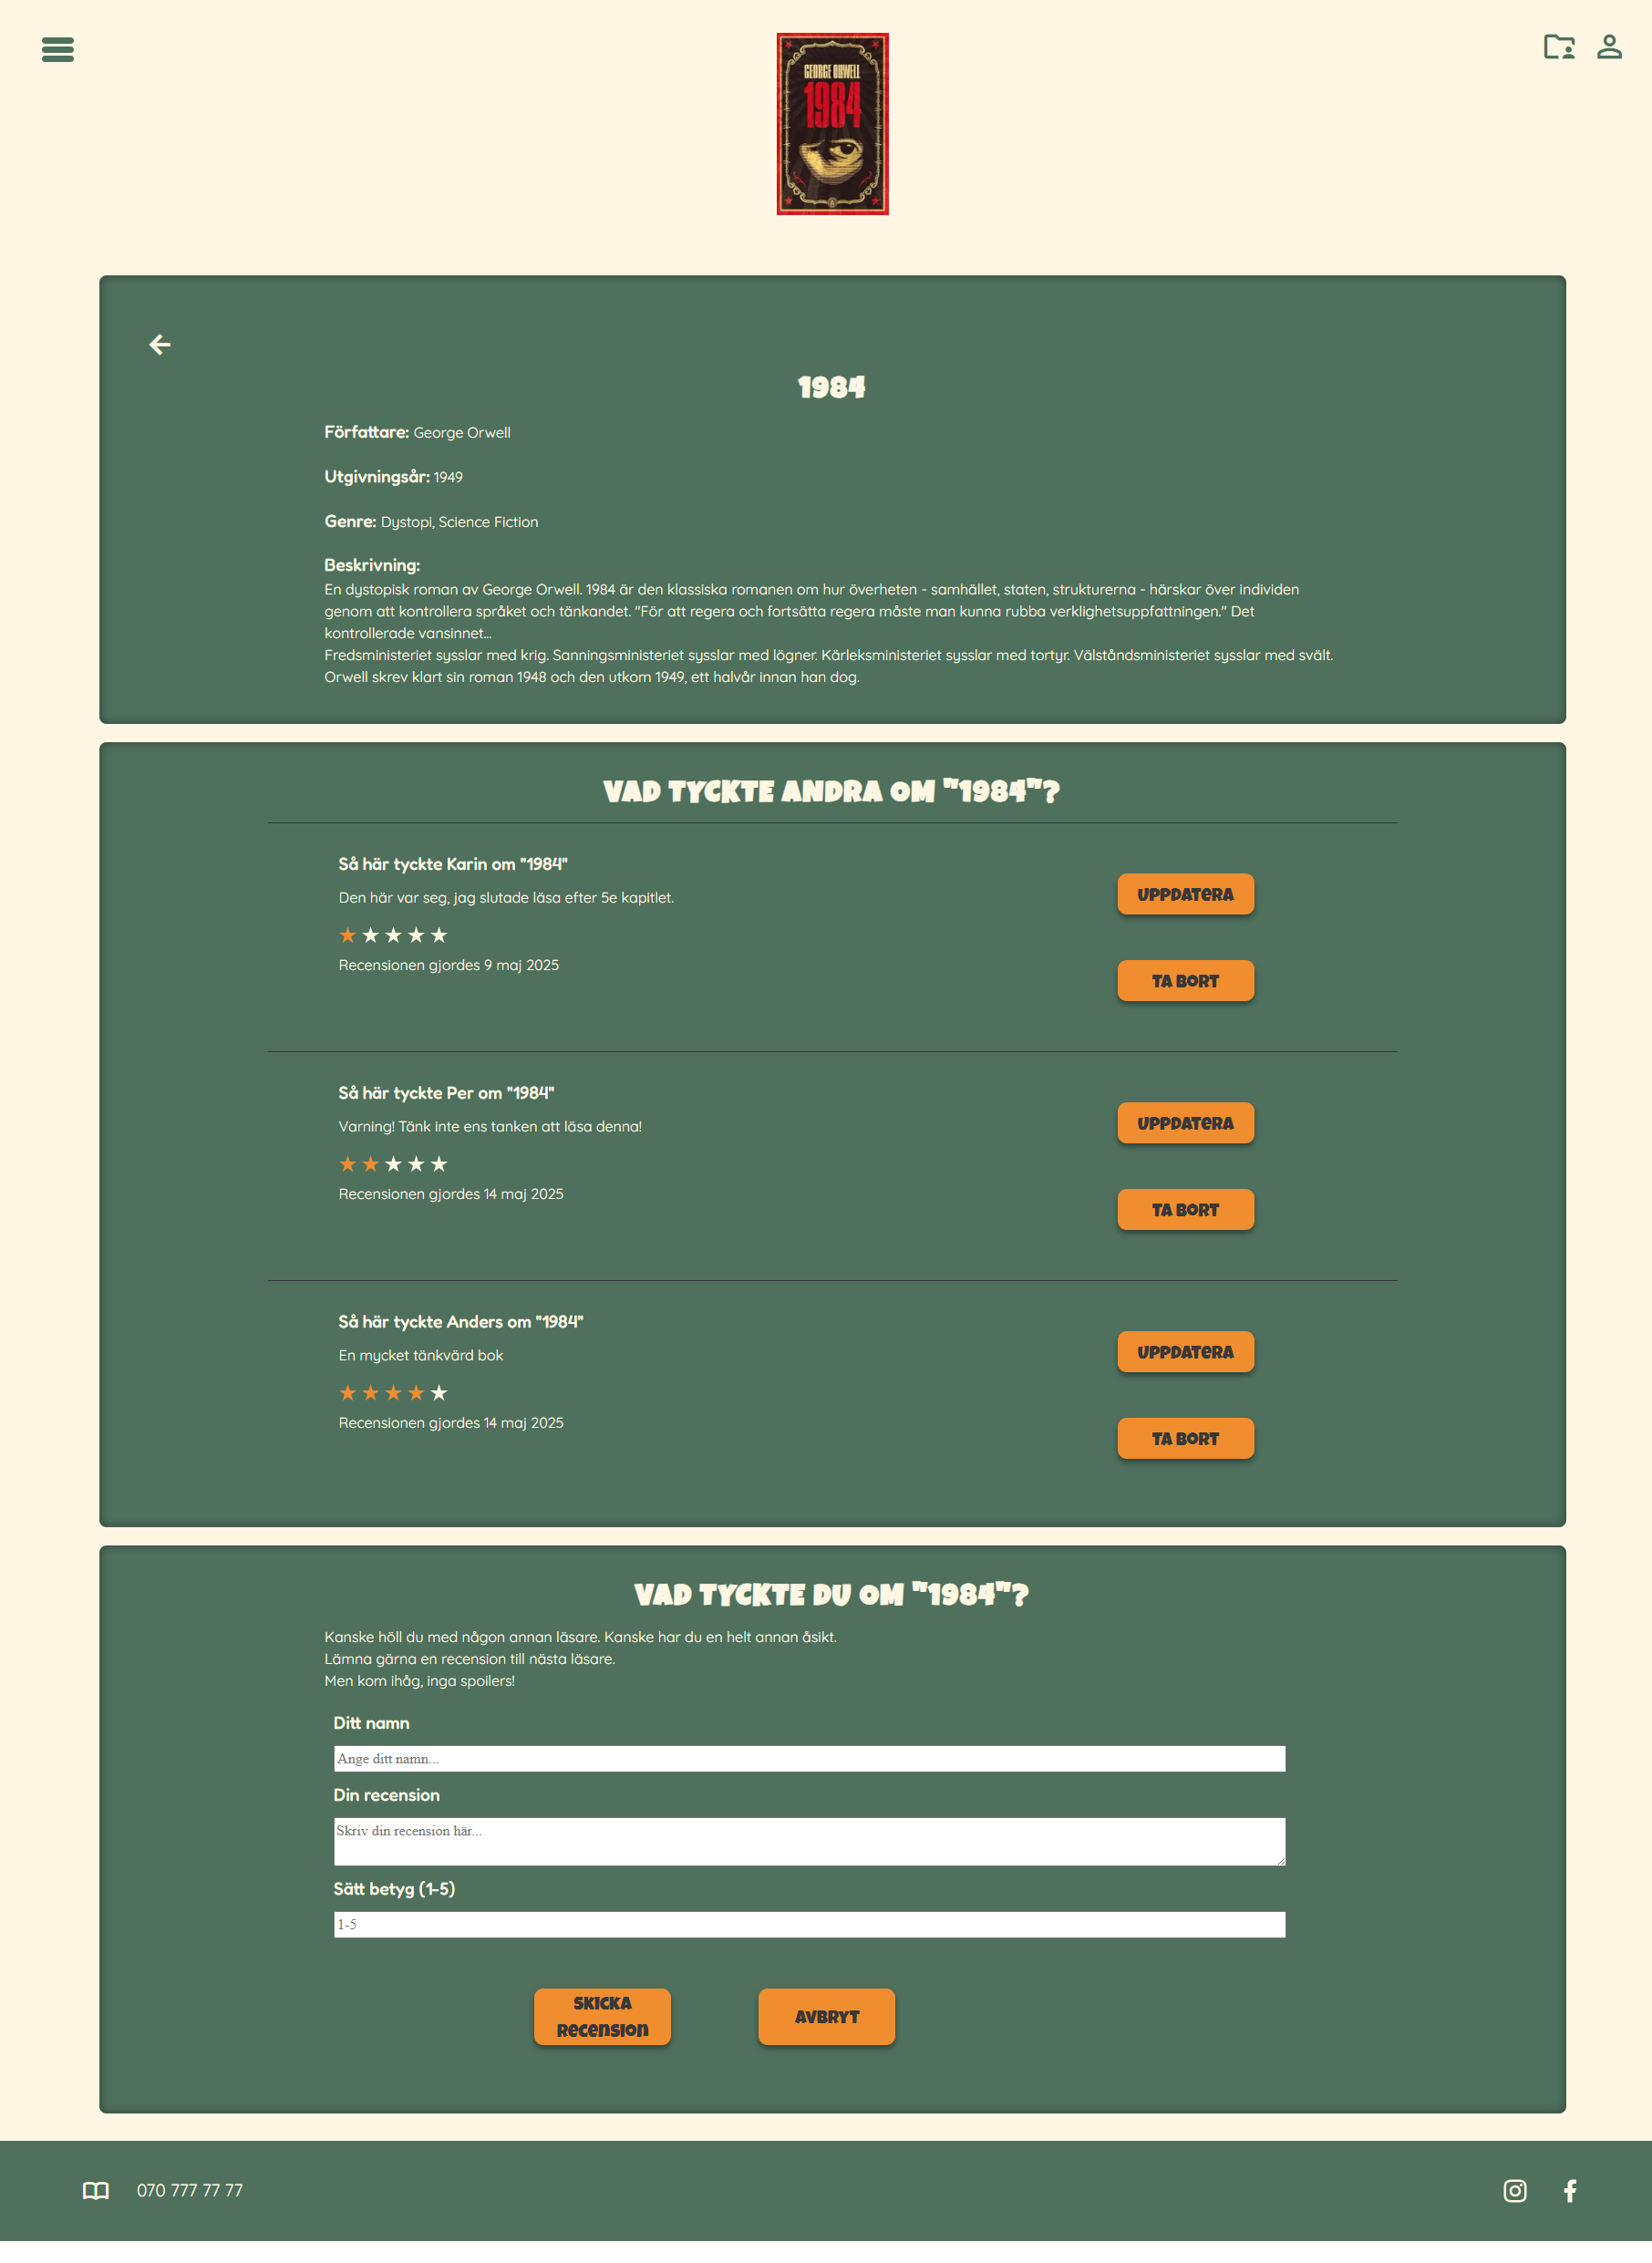 GEORGE ORWELL
1984
1984
Författare: George Orwell
Utgivningsår: 1949
Genre: Dystopi, Science Fiction
Beskrivning:
En dystopisk roman av George Orwell. 1984 är den klassiska romanen om hur överheten - samhället, staten, strukturerna - härskar över individen
genom att kontrollera språket och tänkandet. "För att regera och fortsätta regera måste man kunna rubba verklighetsuppfattningen." Det
kontrollerade vansinnet...
Fredsministeriet sysslar med krig. Sanningsministeriet sysslar med lögner. Kärleksministeriet sysslar med tortyr. Välståndsministeriet sysslar med svält.
Orwell skrev klart sin roman 1948 och den utkom 1949, ett halvår innan han dog.
VAD TYCKTE ANDRA OM "1984"?
Så här tyckte Karin om "1984"
Den här var seg, jag slutade läsa efter 5e kapitlet.
★ ★ ★ ★ ★
Recensionen gjordes 9 maj 2025
Uppdatera
Ta bort
Så här tyckte Per om "1984"
Varning! Tänk inte ens tanken att läsa denna!
★ ★ ★ ★ ★
Recensionen gjordes 14 maj 2025
Uppdatera
Ta bort
Så här tyckte Anders om "1984"
En mycket tänkvärd bok
★ ★ ★ ★ ★
Recensionen gjordes 14 maj 2025
Uppdatera
Ta bort
VAD TYCKTE DU OM "1984"?
Kanske höll du med någon annan läsare. Kanske har du en helt annan åsikt.
Lämna gärna en recension till nästa läsare.
Men kom ihåg, inga spoilers!
Ditt namn
Ange ditt namn...
Din recension
Skriv din recension här...
Sätt betyg (1-5)
1-5
Skicka
recension
Avbryt
070 777 77 77